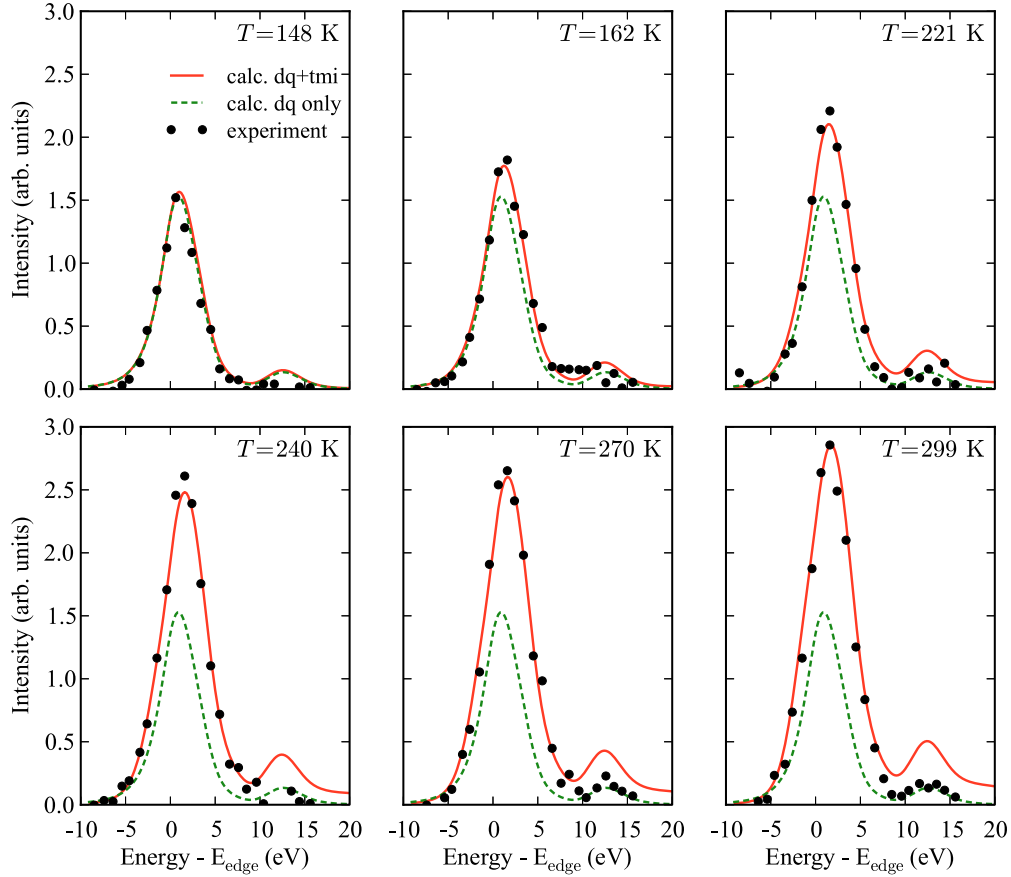 T=148 K
T=162 K
T=221 K
calc. dq+tmi
calc. dq only
experiment
3.0
2.5
2.0
1.5
1.0
0.5
0.0
Intensity (arb. units)
T=240 K
T=270 K
T=299 K
3.0
2.5
2.0
1.5
1.0
0.5
0.0
Intensity (arb. units)
-10 -5 0 5 10 15 20
-10 -5 0 5 10 15 20
-10 -5 0 5 10 15 20
Energy - E_edge (eV)
Energy - E_edge (eV)
Energy - E_edge (eV)